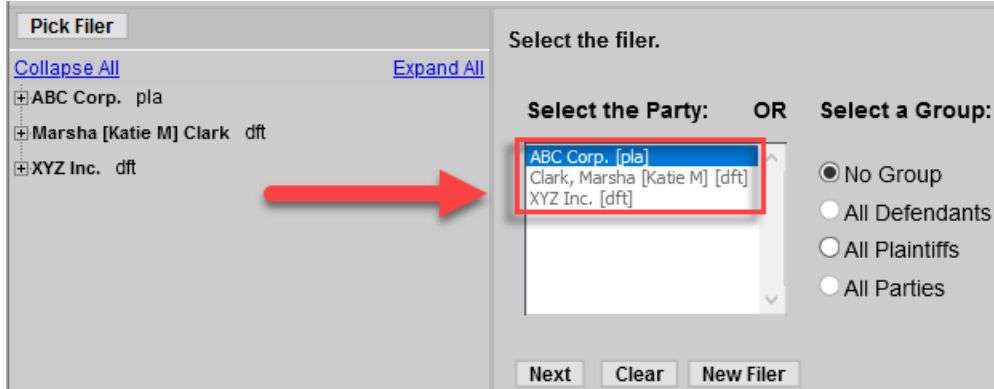 Pick Filer
Collapse All Expand All
ABC Corp. pla
Marsha [Katie M] Clark dft
XYZ Inc. dft
Select the filer.
Select the Party: OR Select a Group:
ABC Corp. [pla]
Clark, Marsha [Katie M] [dft]
XYZ Inc. [dft]
No Group
All Defendants
All Plaintiffs
All Parties
Next Clear New Filer